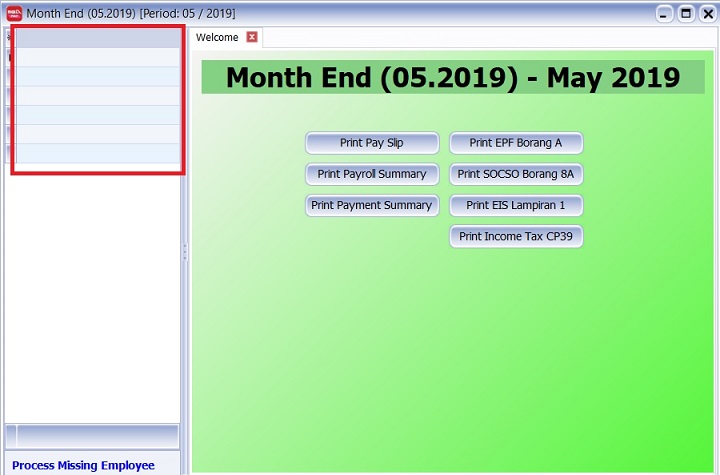 Month End (05.2019) [Period: 05 / 2019]
Welcome
Month End (05.2019) - May 2019
Print Pay Slip
Print EPF Borang A
Print Payroll Summary
Print SOCSO Borang 8A
Print Payment Summary
Print EIS Lampiran 1
Print Income Tax CP39
Process Missing Employee